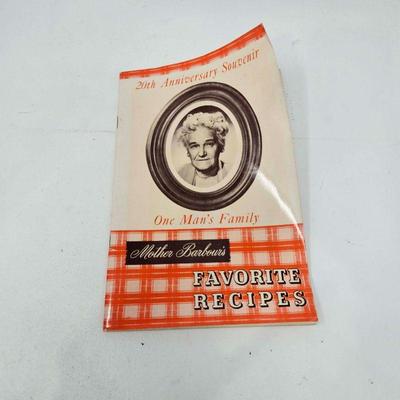 20th Anniversary Souvenir
One Man's Family
Mother Barbour's
FAVORITE
RECIPES